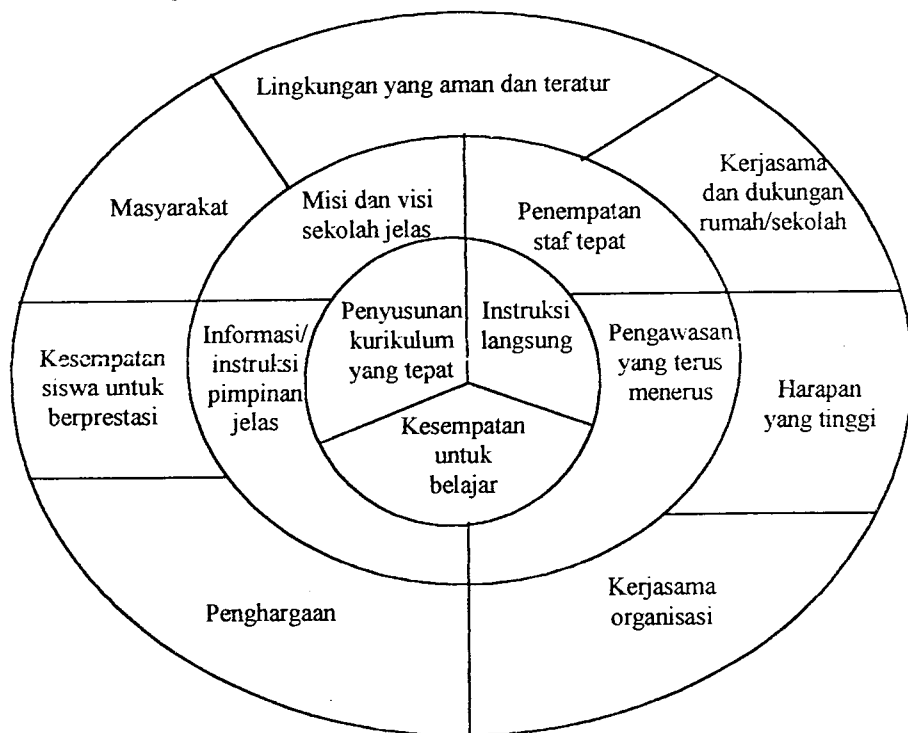 Lingkungan yang aman dan teratur
Masyarakat
Misi dan visi
sekolah jelas
Penempatan
staf tepat
Kerjasama
dan dukungan
rumah/sekolah
Kesempatan
siswa untuk
berprestasi
Informasi/
instruksi
pimpinan
jelas
Penyusunan
kurikulum
yang tepat
Instruksi
langsung
Pengawasan
yang terus
menerus
Harapan
yang tinggi
Kesempatan
untuk
belajar
Penghargaan
Kerjasama
organisasi